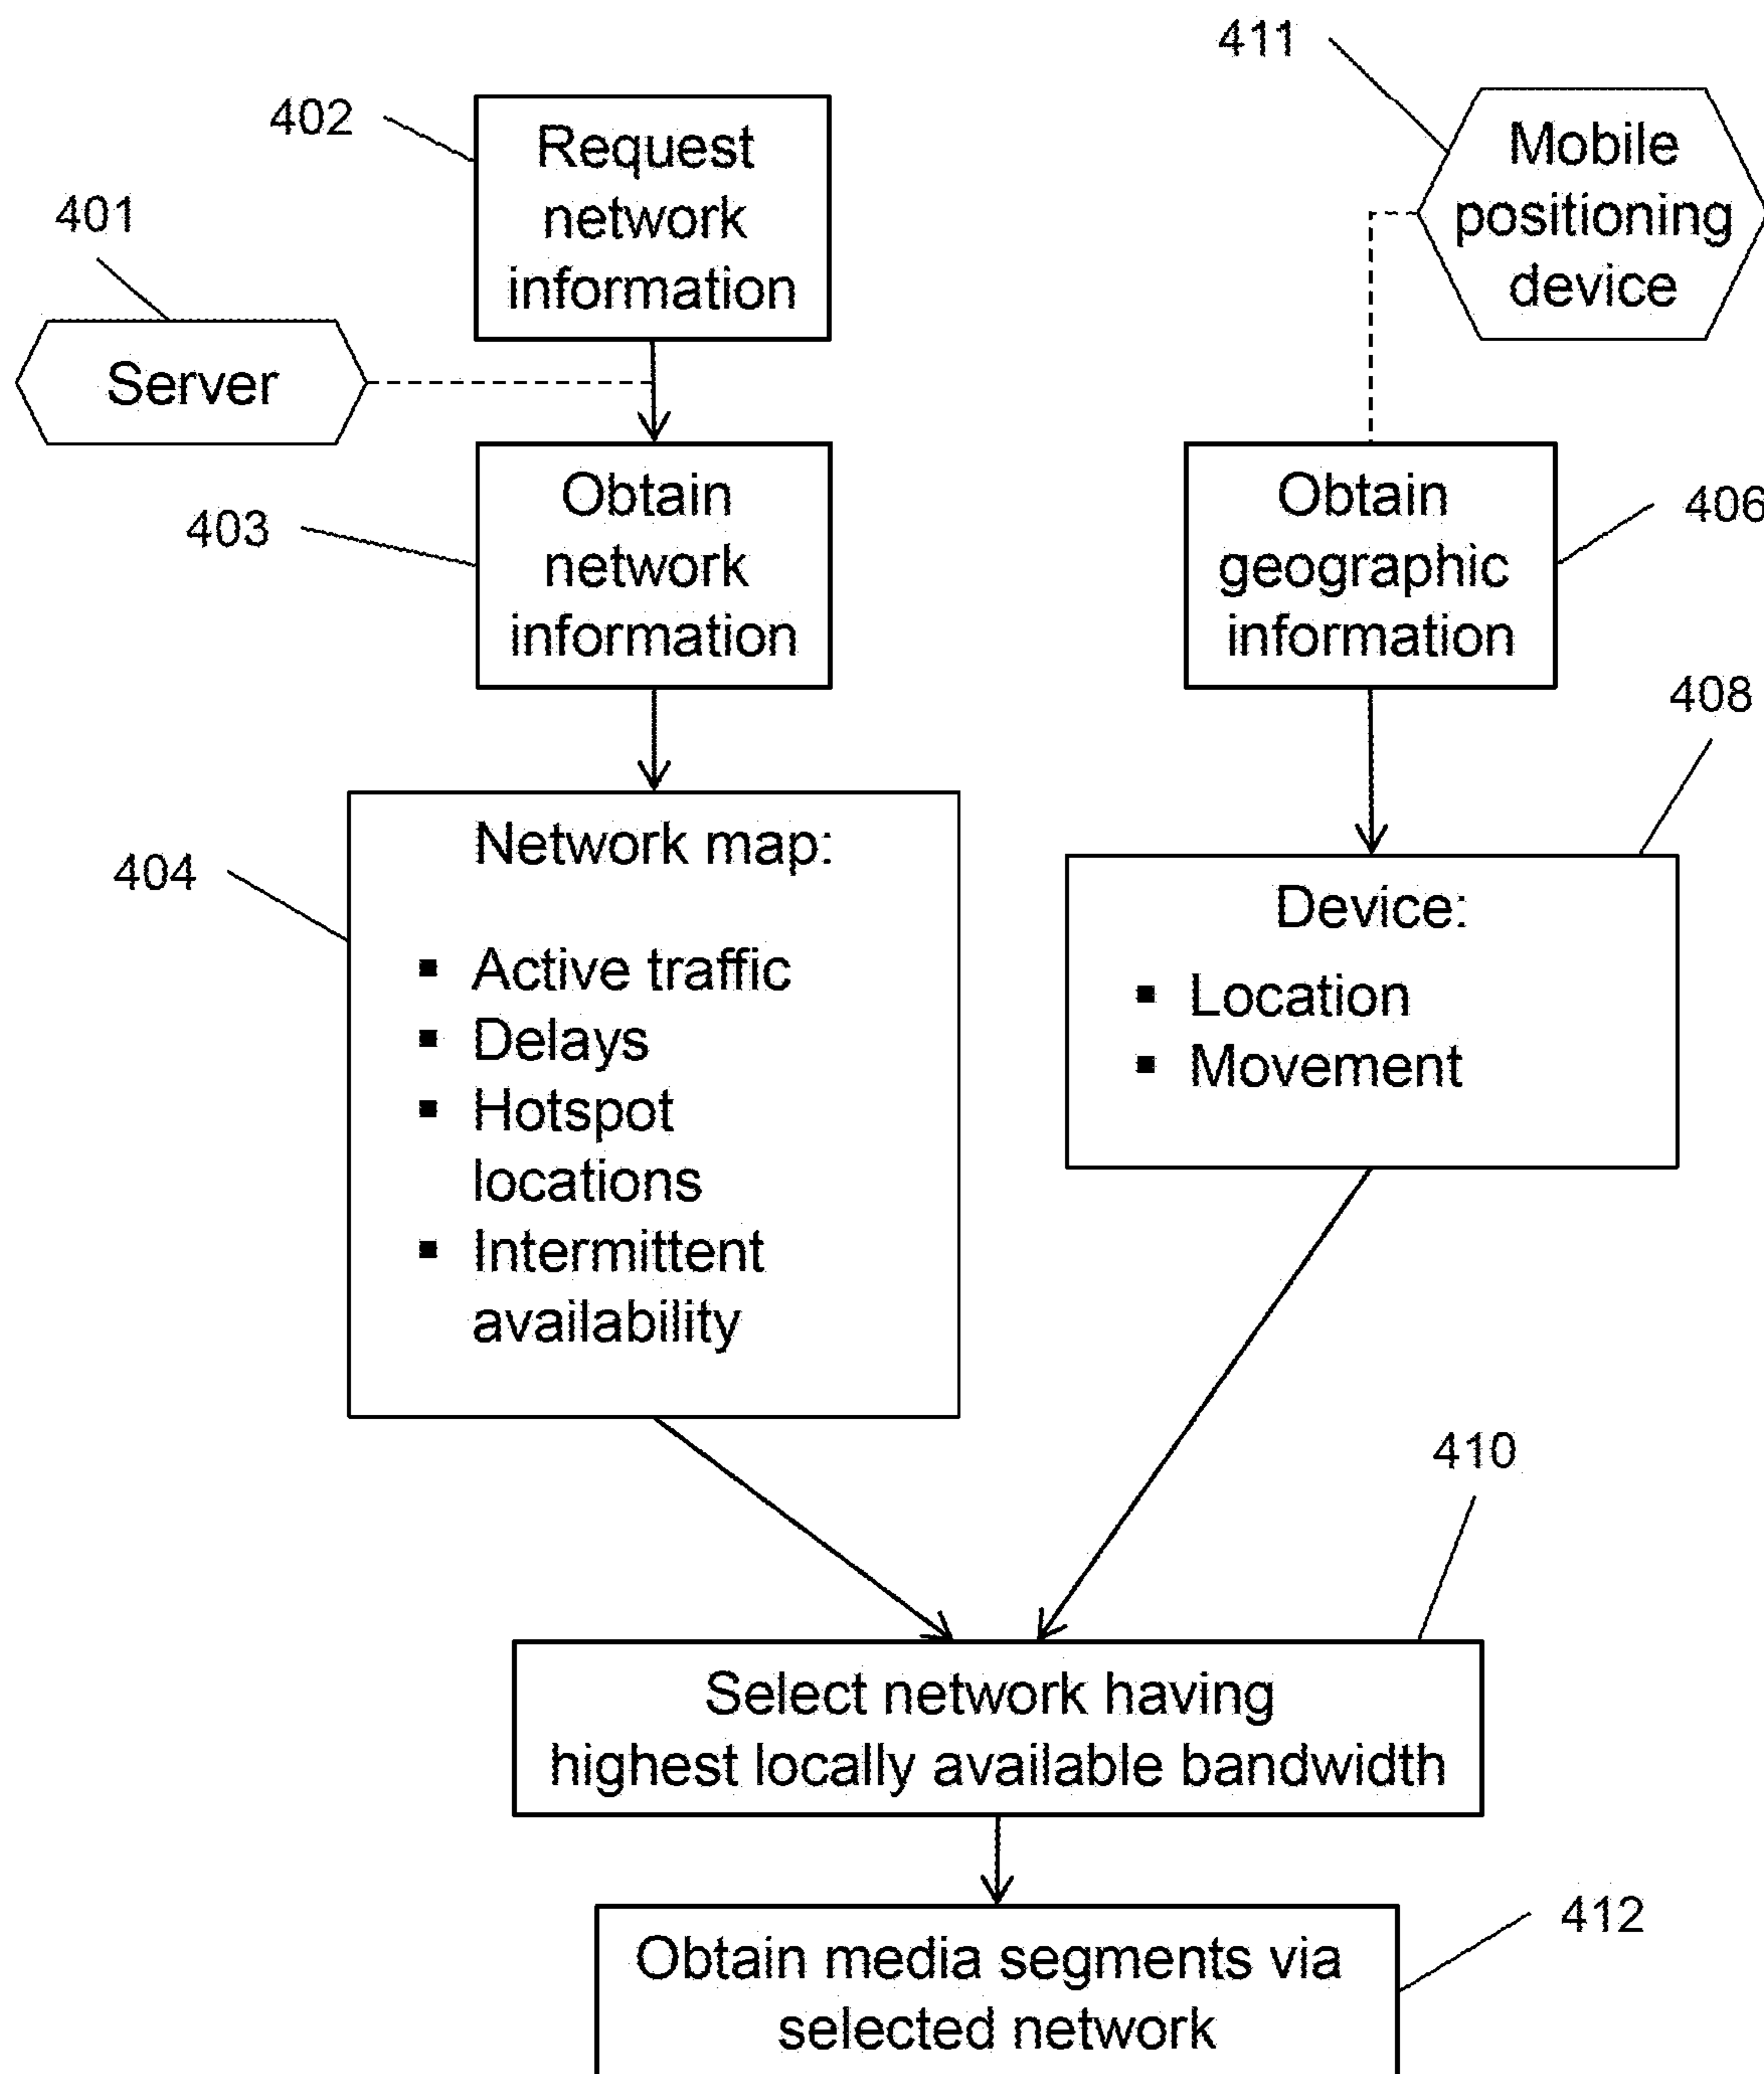 411
402
Request
network
information
Mobile
positioning
device
401
Server
Obtain
network
information
403
Obtain
geographic
information
406
408
Network map:
▪ Active traffic
▪ Delays
▪ Hotspot
locations
▪ Intermittent
availability
404
Device:
▪ Location
▪ Movement
410
Select network having
highest locally available bandwidth
412
Obtain media segments via
selected network